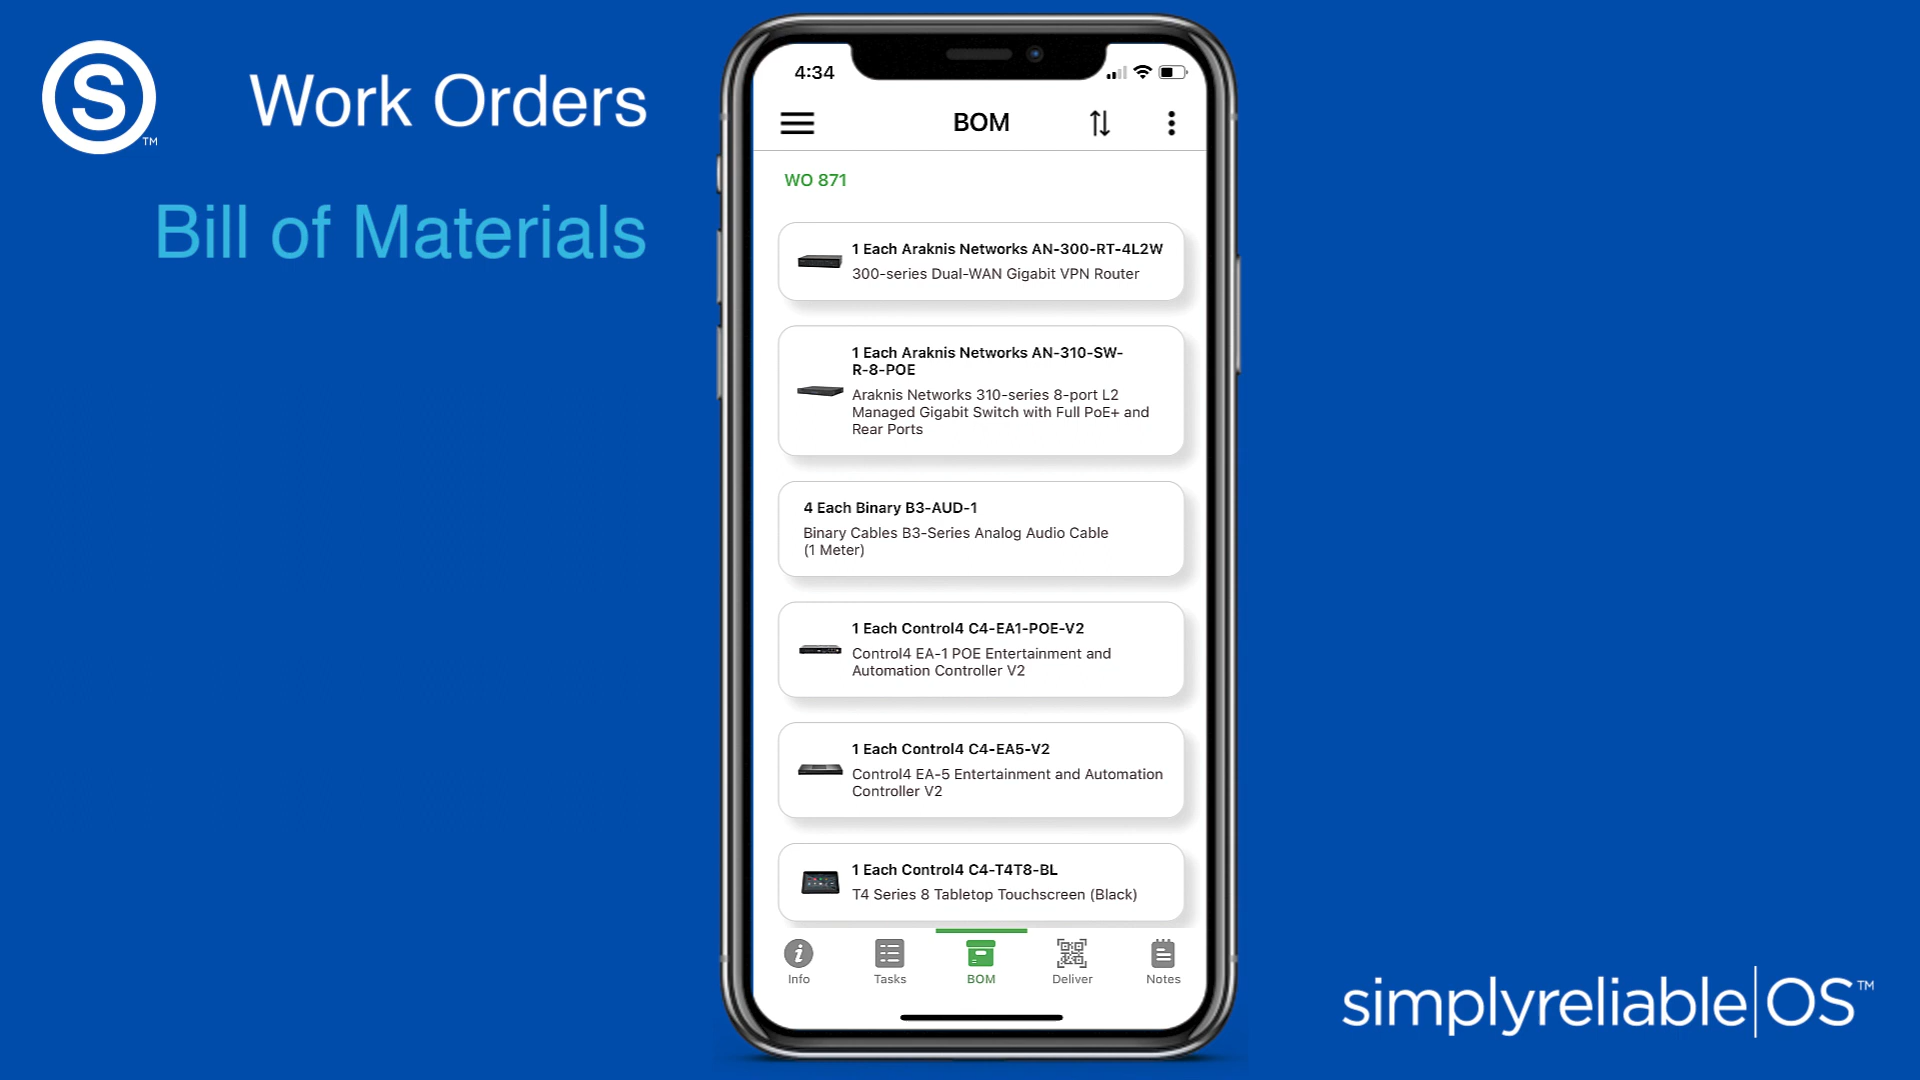 S
TM
Work Orders
Bill of Materials
4:34
BOM
WO 871
1 Each Araknis Networks AN-300-RT-4L2W
300-series Dual-WAN Gigabit VPN Router
1 Each Araknis Networks AN-310-SW-
R-8-POE
Araknis Networks 310-series 8-port L2
Managed Gigabit Switch with Full PoE+ and
Rear Ports
4 Each Binary B3-AUD-1
Binary Cables B3-Series Analog Audio Cable
(1 Meter)
1 Each Control4 C4-EA1-POE-V2
Control4 EA-1 POE Entertainment and
Automation Controller V2
1 Each Control4 C4-EA5-V2
Control4 EA-5 Entertainment and Automation
Controller V2
1 Each Control4 C4-T4T8-BL
T4 Series 8 Tabletop Touchscreen (Black)
Info
Tasks
BOM
Deliver
Notes
simplyreliable|OS™